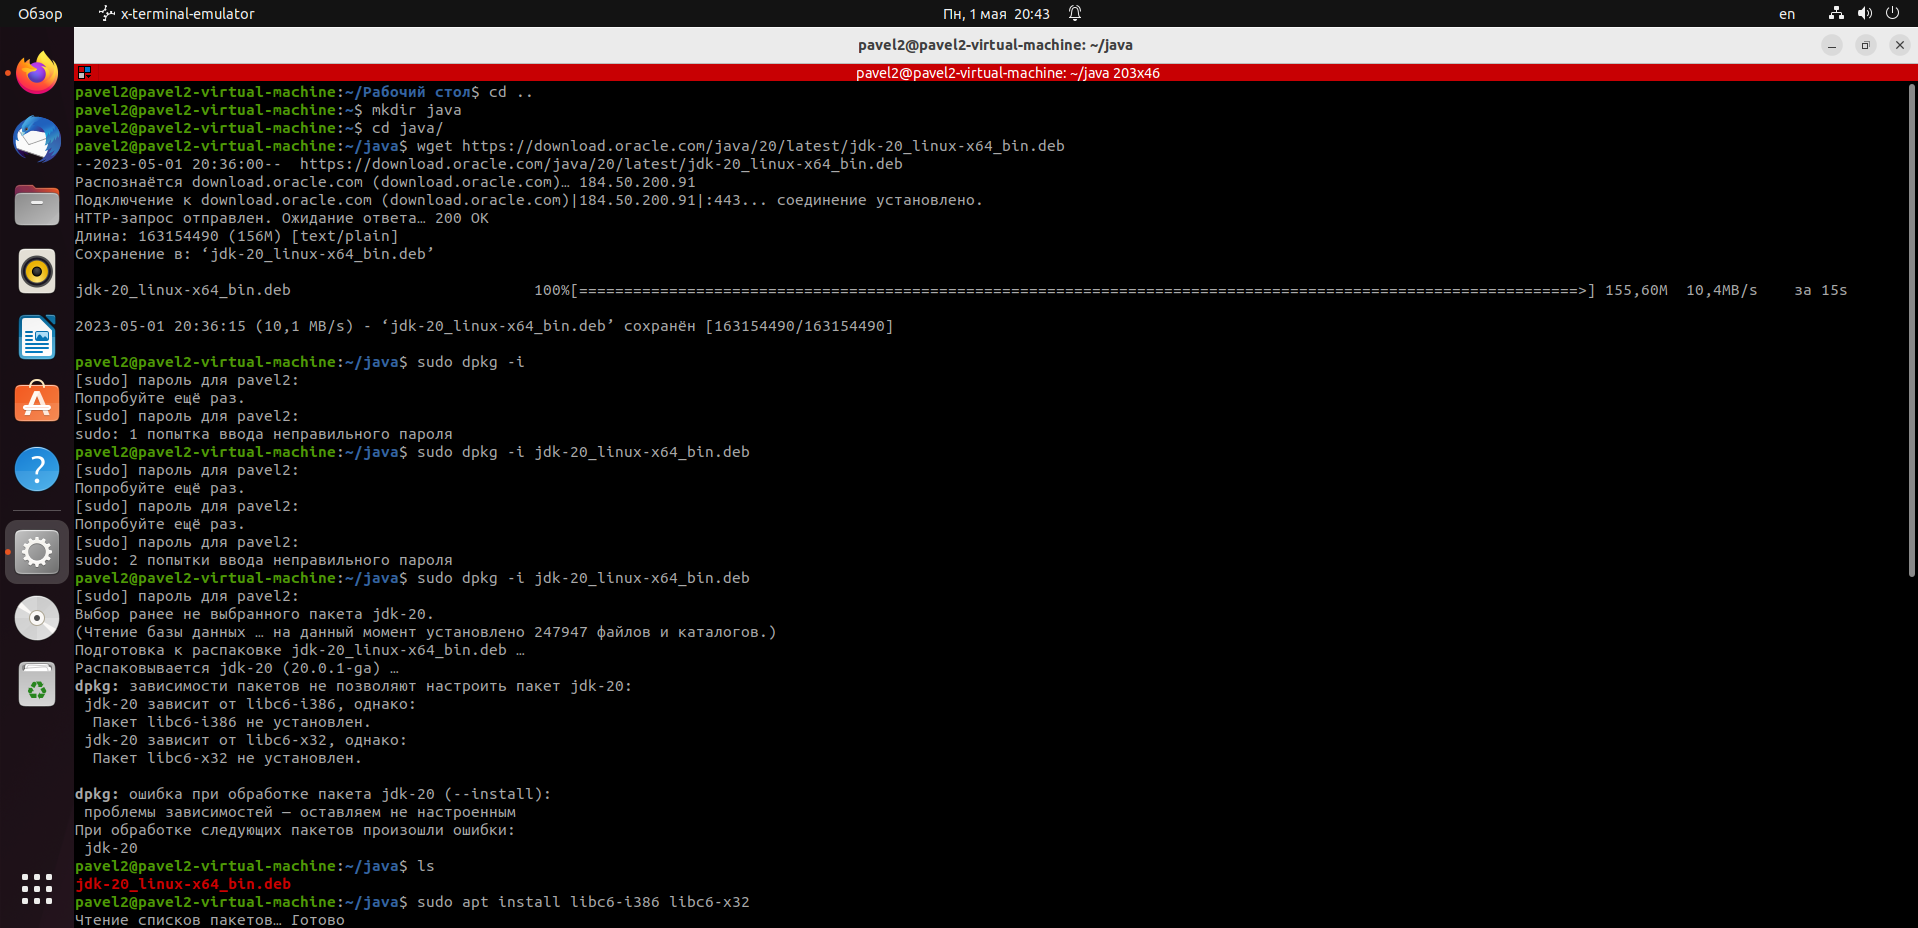 Обзор x-terminal-emulator Пн, 1 мая 20:43 en
pavel2@pavel2-virtual-machine: ~/java
pavel2@pavel2-virtual-machine: ~/java 203x46
pavel2@pavel2-virtual-machine:~/Рабочий стол$ cd ..
pavel2@pavel2-virtual-machine:~$ mkdir java
pavel2@pavel2-virtual-machine:~$ cd java/
pavel2@pavel2-virtual-machine:~/java$ wget https://download.oracle.com/java/20/latest/jdk-20_linux-x64_bin.deb
--2023-05-01 20:36:00--  https://download.oracle.com/java/20/latest/jdk-20_linux-x64_bin.deb
Распознаётся download.oracle.com (download.oracle.com)… 184.50.200.91
Подключение к download.oracle.com (download.oracle.com)|184.50.200.91|:443... соединение установлено.
HTTP-запрос отправлен. Ожидание ответа… 200 OK
Длина: 163154490 (156M) [text/plain]
Сохранение в: ‘jdk-20_linux-x64_bin.deb’
jdk-20_linux-x64_bin.deb 100%[===============================================================================================================>] 155,60M 10,4MB/s за 15s
2023-05-01 20:36:15 (10,1 MB/s) - ‘jdk-20_linux-x64_bin.deb’ сохранён [163154490/163154490]
pavel2@pavel2-virtual-machine:~/java$ sudo dpkg -i
[sudo] пароль для pavel2:
Попробуйте ещё раз.
[sudo] пароль для pavel2:
sudo: 1 попытка ввода неправильного пароля
pavel2@pavel2-virtual-machine:~/java$ sudo dpkg -i jdk-20_linux-x64_bin.deb
[sudo] пароль для pavel2:
Попробуйте ещё раз.
[sudo] пароль для pavel2:
Попробуйте ещё раз.
[sudo] пароль для pavel2:
sudo: 2 попытки ввода неправильного пароля
pavel2@pavel2-virtual-machine:~/java$ sudo dpkg -i jdk-20_linux-x64_bin.deb
[sudo] пароль для pavel2:
Выбор ранее не выбранного пакета jdk-20.
(Чтение базы данных … на данный момент установлено 247947 файлов и каталогов.)
Подготовка к распаковке jdk-20_linux-x64_bin.deb …
Распаковывается jdk-20 (20.0.1-ga) …
dpkg: зависимости пакетов не позволяют настроить пакет jdk-20:
 jdk-20 зависит от libc6-i386, однако:
  Пакет libc6-i386 не установлен.
 jdk-20 зависит от libc6-x32, однако:
  Пакет libc6-x32 не установлен.
dpkg: ошибка при обработке пакета jdk-20 (--install):
 проблемы зависимостей — оставляем не настроенным
При обработке следующих пакетов произошли ошибки:
 jdk-20
pavel2@pavel2-virtual-machine:~/java$ ls
jdk-20_linux-x64_bin.deb
pavel2@pavel2-virtual-machine:~/java$ sudo apt install libc6-i386 libc6-x32
Чтение списков пакетов… Готово